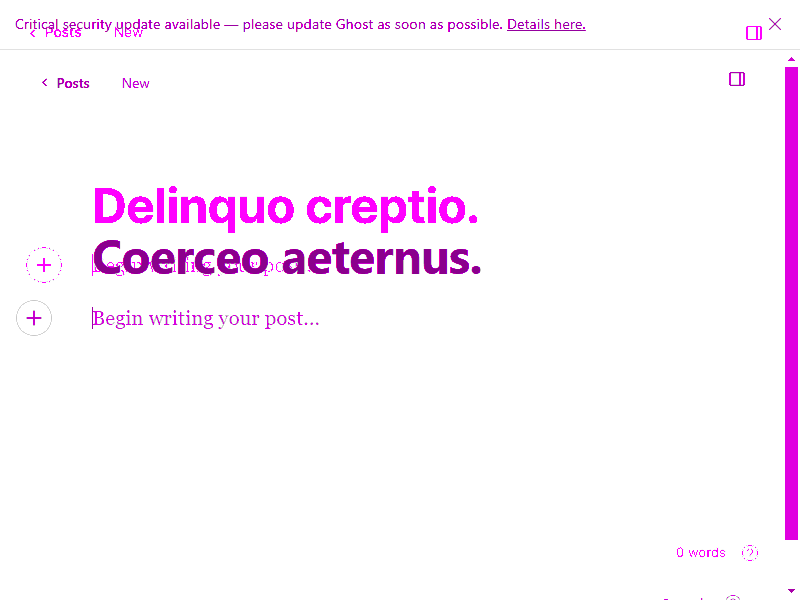 Critical security update available — please update Ghost as soon as possible. Details here.
Posts New
Posts New
Delinquo creptio.
Coerceo aeternus.
Begin writing your post...
Begin writing your post...
0 words ?